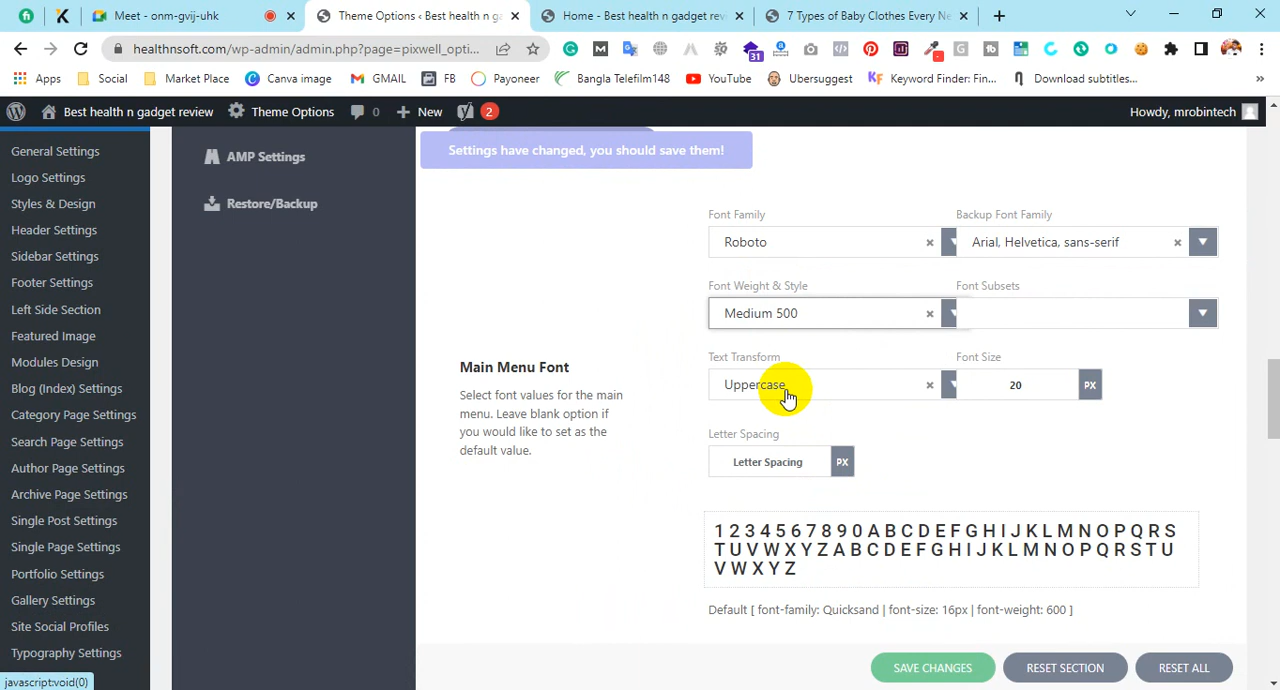 Meet - onm-gvij-uhk
Theme Options ‹ Best health n g
Home - Best health n gadget rev
7 Types of Baby Clothes Every Ne
healthnsoft.com/wp-admin/admin.php?page=pixwell_opti...
31
Apps
Social
Market Place
Canva image
GMAIL
FB
Payoneer
Bangla Telefilm148
YouTube
Ubersuggest
Keyword Finder: Fin...
Download subtitles...
»
Best health n gadget review
Theme Options
0
New
2
Howdy, mrobintech
General Settings
Logo Settings
Styles & Design
Header Settings
Sidebar Settings
Footer Settings
Left Side Section
Featured Image
Modules Design
Blog (Index) Settings
Category Page Settings
Search Page Settings
Author Page Settings
Archive Page Settings
Single Post Settings
Single Page Settings
Portfolio Settings
Gallery Settings
Site Social Profiles
Typography Settings
javascript:void(0)
AMP Settings
Restore/Backup
Settings have changed, you should save them!
Main Menu Font
Select font values for the main
menu. Leave blank option if
you would like to set as the
default value.
Font Family
Roboto
Backup Font Family
Arial, Helvetica, sans-serif
Font Weight & Style
Medium 500
Font Subsets
Text Transform
Uppercase
Font Size
20
PX
Letter Spacing
Letter Spacing
PX
1 2 3 4 5 6 7 8 9 0 A B C D E F G H I J K L M N O P Q R S
T U V W X Y Z A B C D E F G H I J K L M N O P Q R S T U
V W X Y Z
Default [ font-family: Quicksand | font-size: 16px | font-weight: 600 ]
SAVE CHANGES
RESET SECTION
RESET ALL